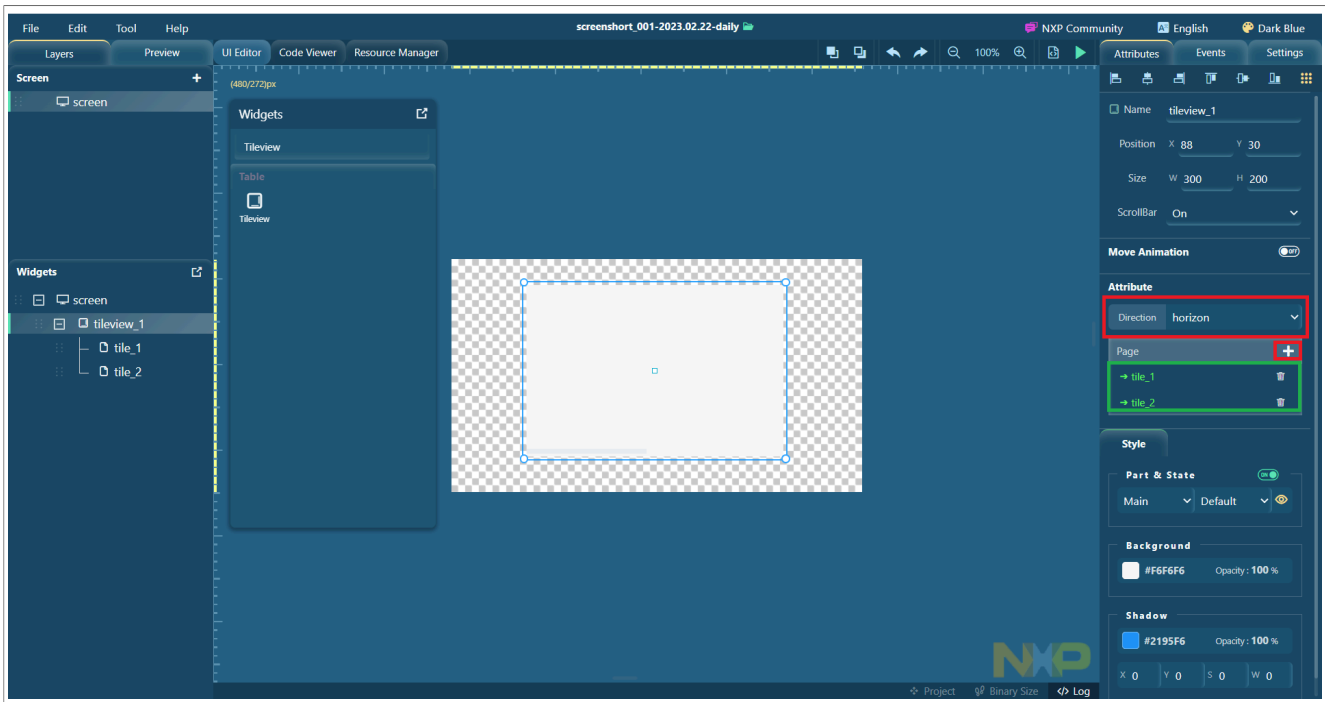 File Edit Tool Help screenshort_001-2023.02.22-daily NXP Community English Dark Blue
Layers Preview UI Editor Code Viewer Resource Manager 100% Attributes Events Settings
Screen +
screen
(480/272)px
Widgets
Tileview
Table
Tileview
Widgets
screen
tileview_1
tile_1
tile_2
Name tileview_1
Position X 88 Y 30
Size W 300 H 200
ScrollBar On
Move Animation OFF
Attribute
Direction horizon
Page +
➔ tile_1
➔ tile_2
Style
Part & State ON
Main Default
Background
#F6F6F6 Opacity : 100 %
Shadow
#2195F6 Opacity : 100 %
X 0 Y 0 S 0 W 0
NXP
Project Binary Size </> Log